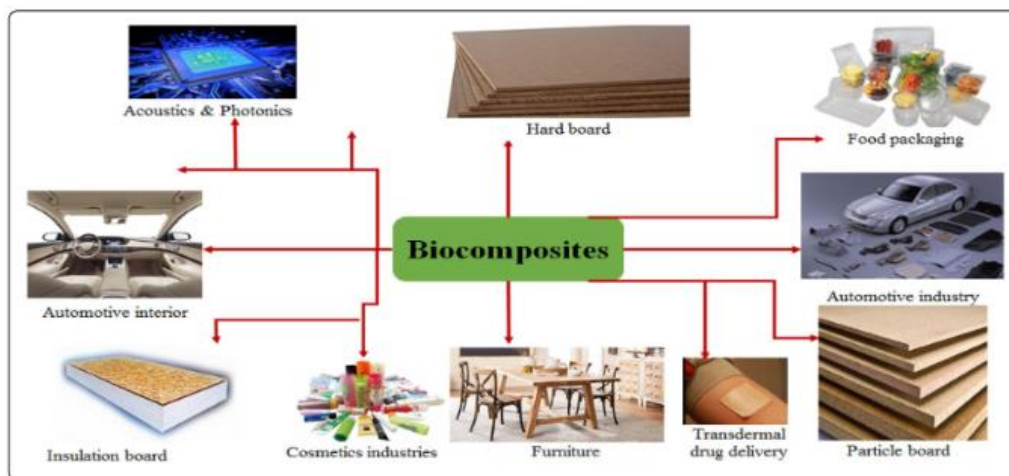 Acoustics & Photonics
Hard board
Food packaging
Biocomposites
Automotive interior
Automotive industry
Insulation board
Cosmetics industries
Furniture
Transdermal
drug delivery
Particle board